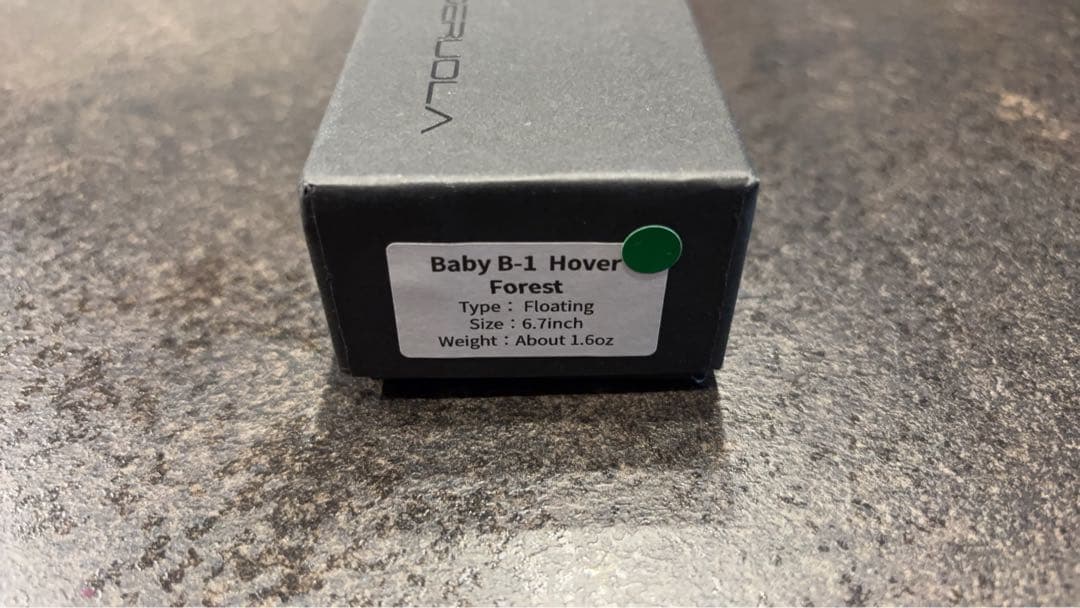 Baby B-1 Hover
Forest
Type： Floating
Size：6.7inch
Weight：About 1.6oz